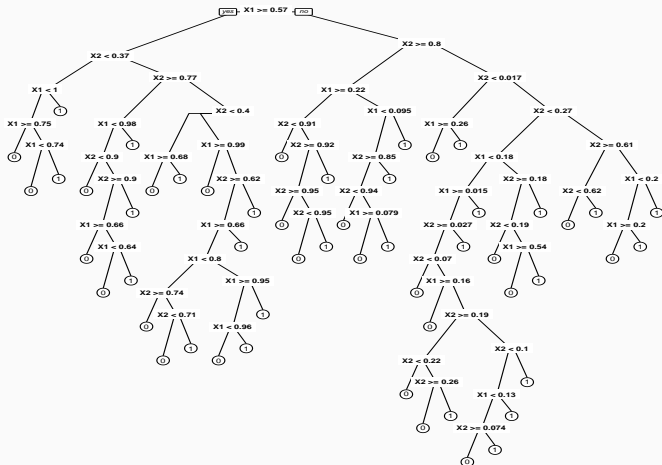 yes X1 >= 0.57 no
X2 >= 0.8
X2 < 0.37
X2 >= 0.77
X1 >= 0.22
X2 < 0.017
X1 < 1
X2 < 0.4
X1 < 0.095
X2 < 0.27
1
X1 >= 0.75
X1 < 0.98
X2 < 0.91
X1 >= 0.26
0
X1 < 0.74
X2 < 0.9
1
X1 >= 0.68
X1 >= 0.99
0
X2 >= 0.92
X2 >= 0.85
1
0
1
X1 < 0.18
X2 >= 0.61
0
1
0
X2 >= 0.9
0
1
0
X2 >= 0.62
X2 >= 0.95
1
X2 < 0.94
1
X1 >= 0.015
X2 >= 0.18
X2 < 0.62
X1 < 0.2
X1 >= 0.66
1
X1 >= 0.66
1
0
X2 < 0.95
0
X1 >= 0.079
X2 >= 0.027
1
X2 < 0.19
1
0
1
X1 >= 0.2
1
0
X1 < 0.64
X1 < 0.8
1
0
1
0
1
X2 < 0.07
1
0
X1 >= 0.54
0
1
0
1
X2 >= 0.74
X1 >= 0.95
0
X1 >= 0.16
0
1
0
X2 < 0.71
X1 < 0.96
1
0
X2 >= 0.19
0
1
0
1
X2 < 0.22
X2 < 0.1
0
X2 >= 0.26
X1 < 0.13
1
0
1
X2 >= 0.074
1
0
1